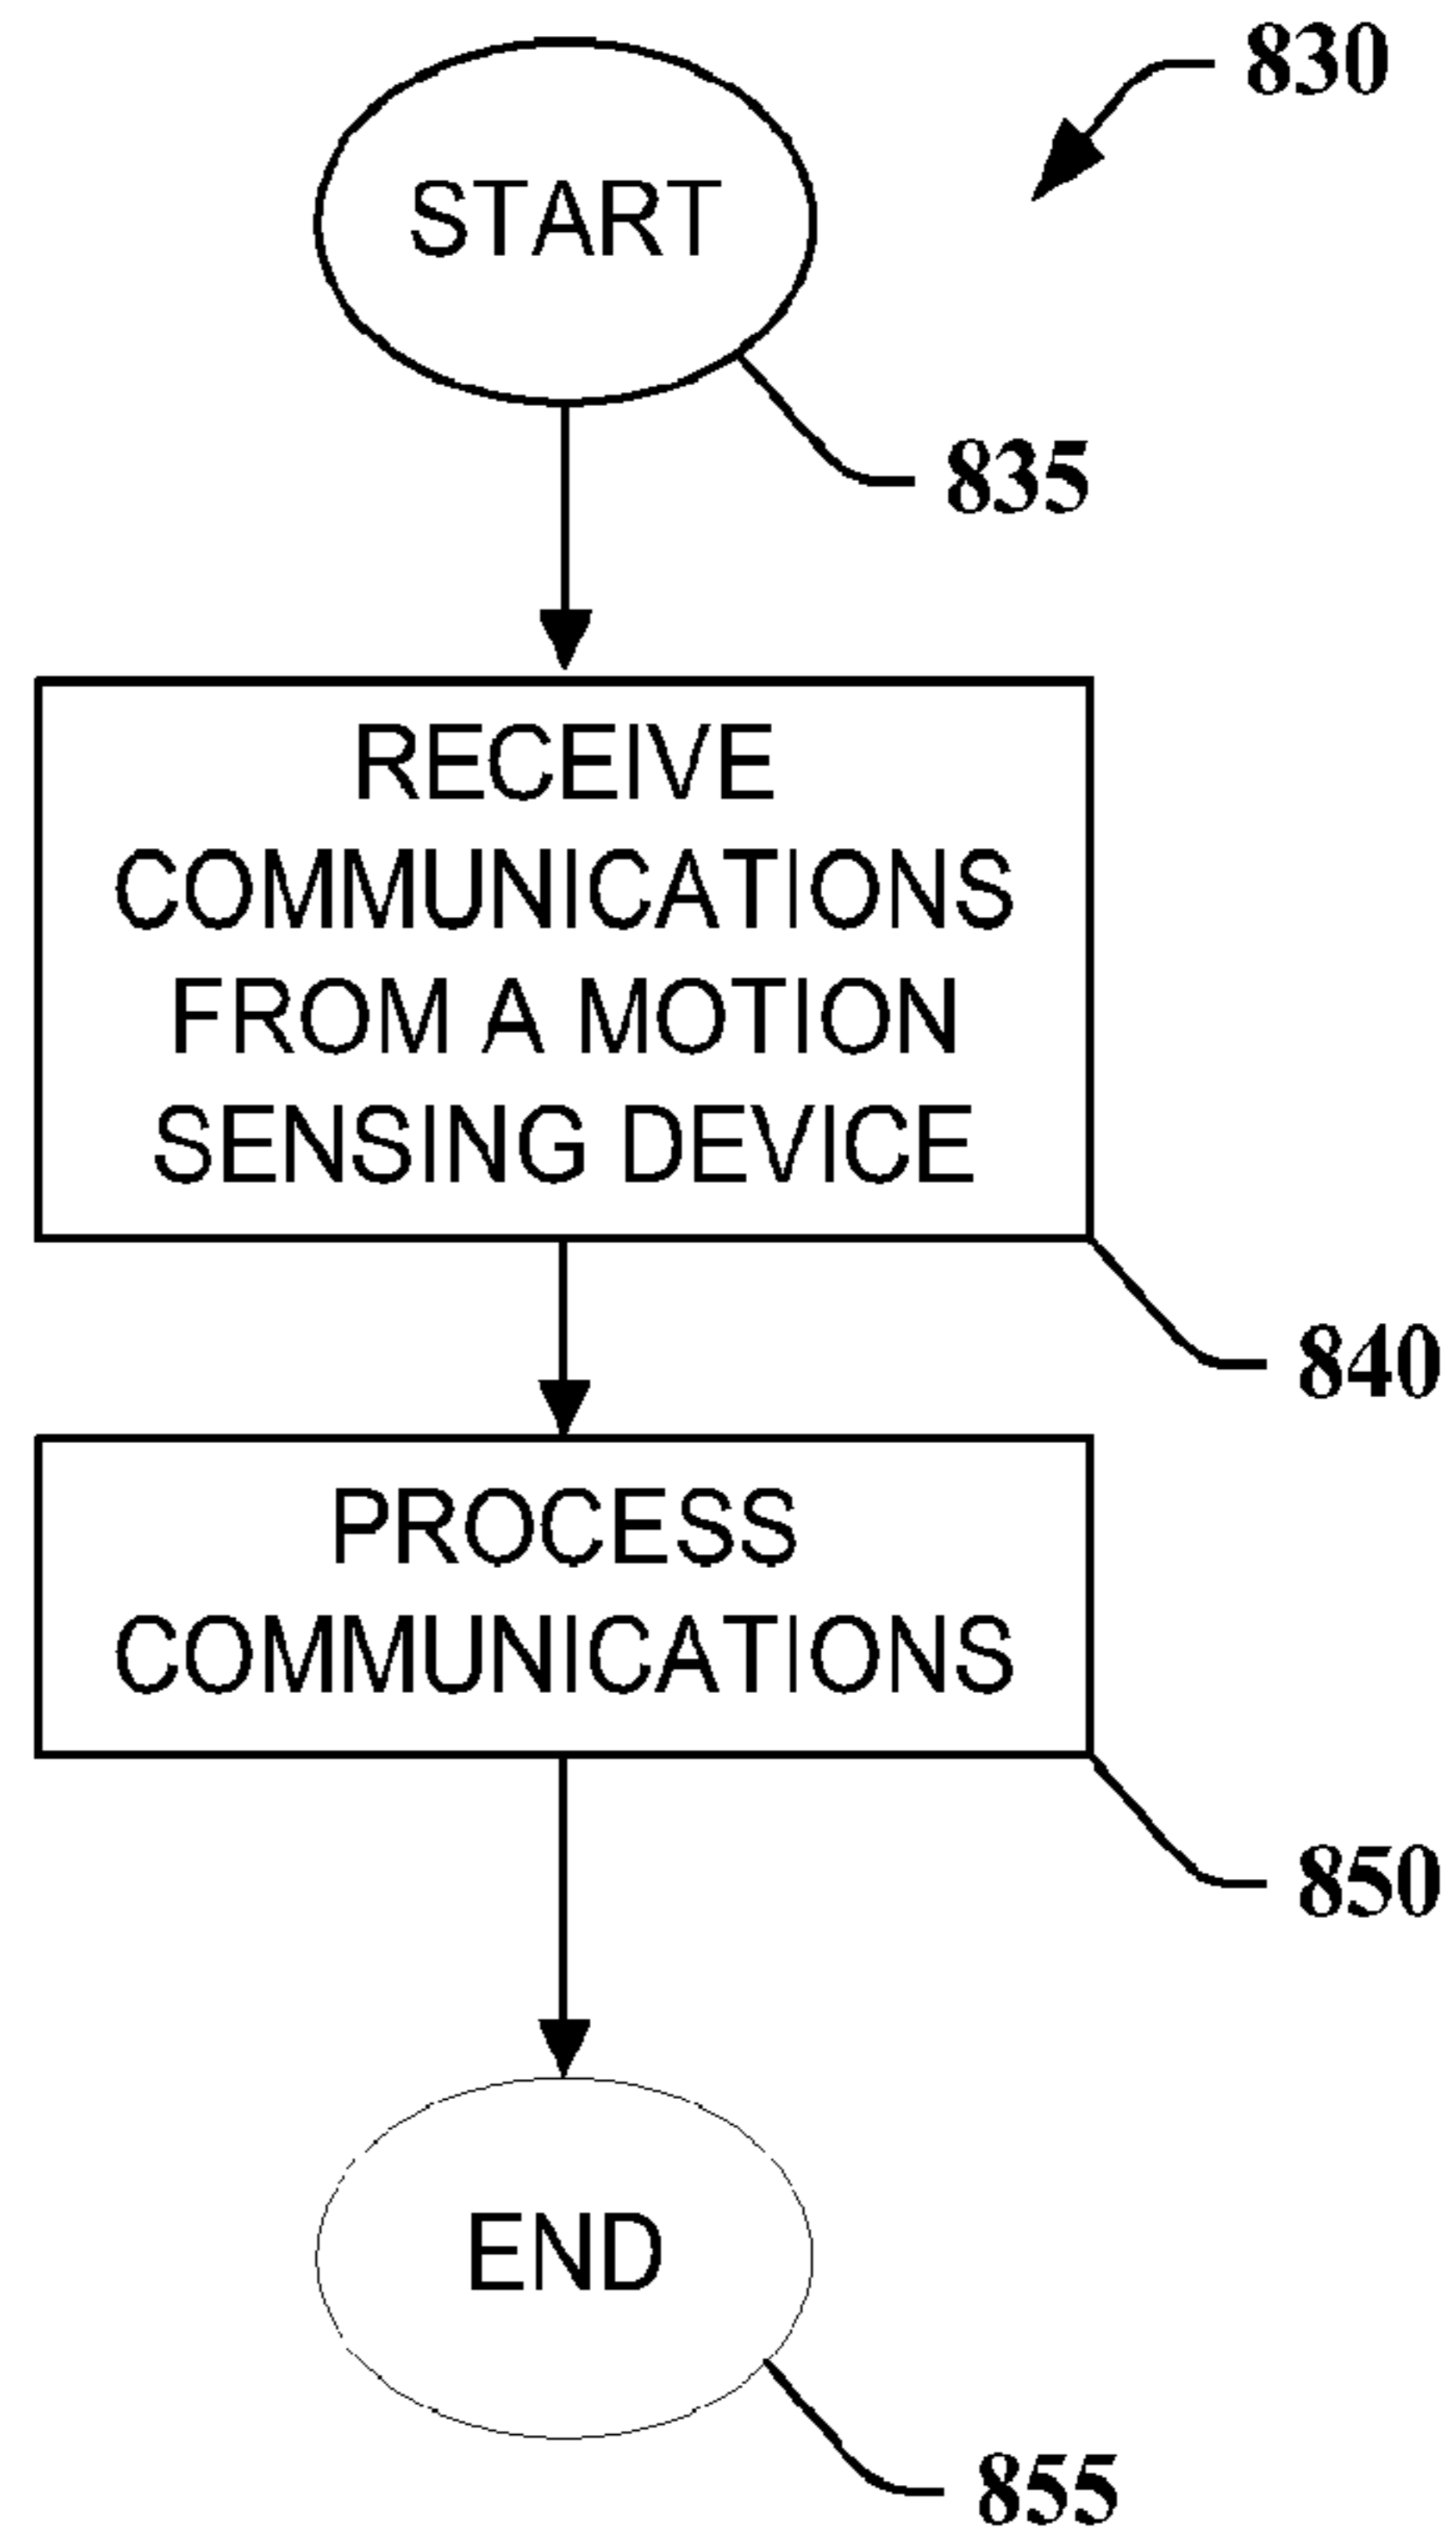 830
START
835
RECEIVE
COMMUNICATIONS
FROM A MOTION
SENSING DEVICE
840
PROCESS
COMMUNICATIONS
850
END
855